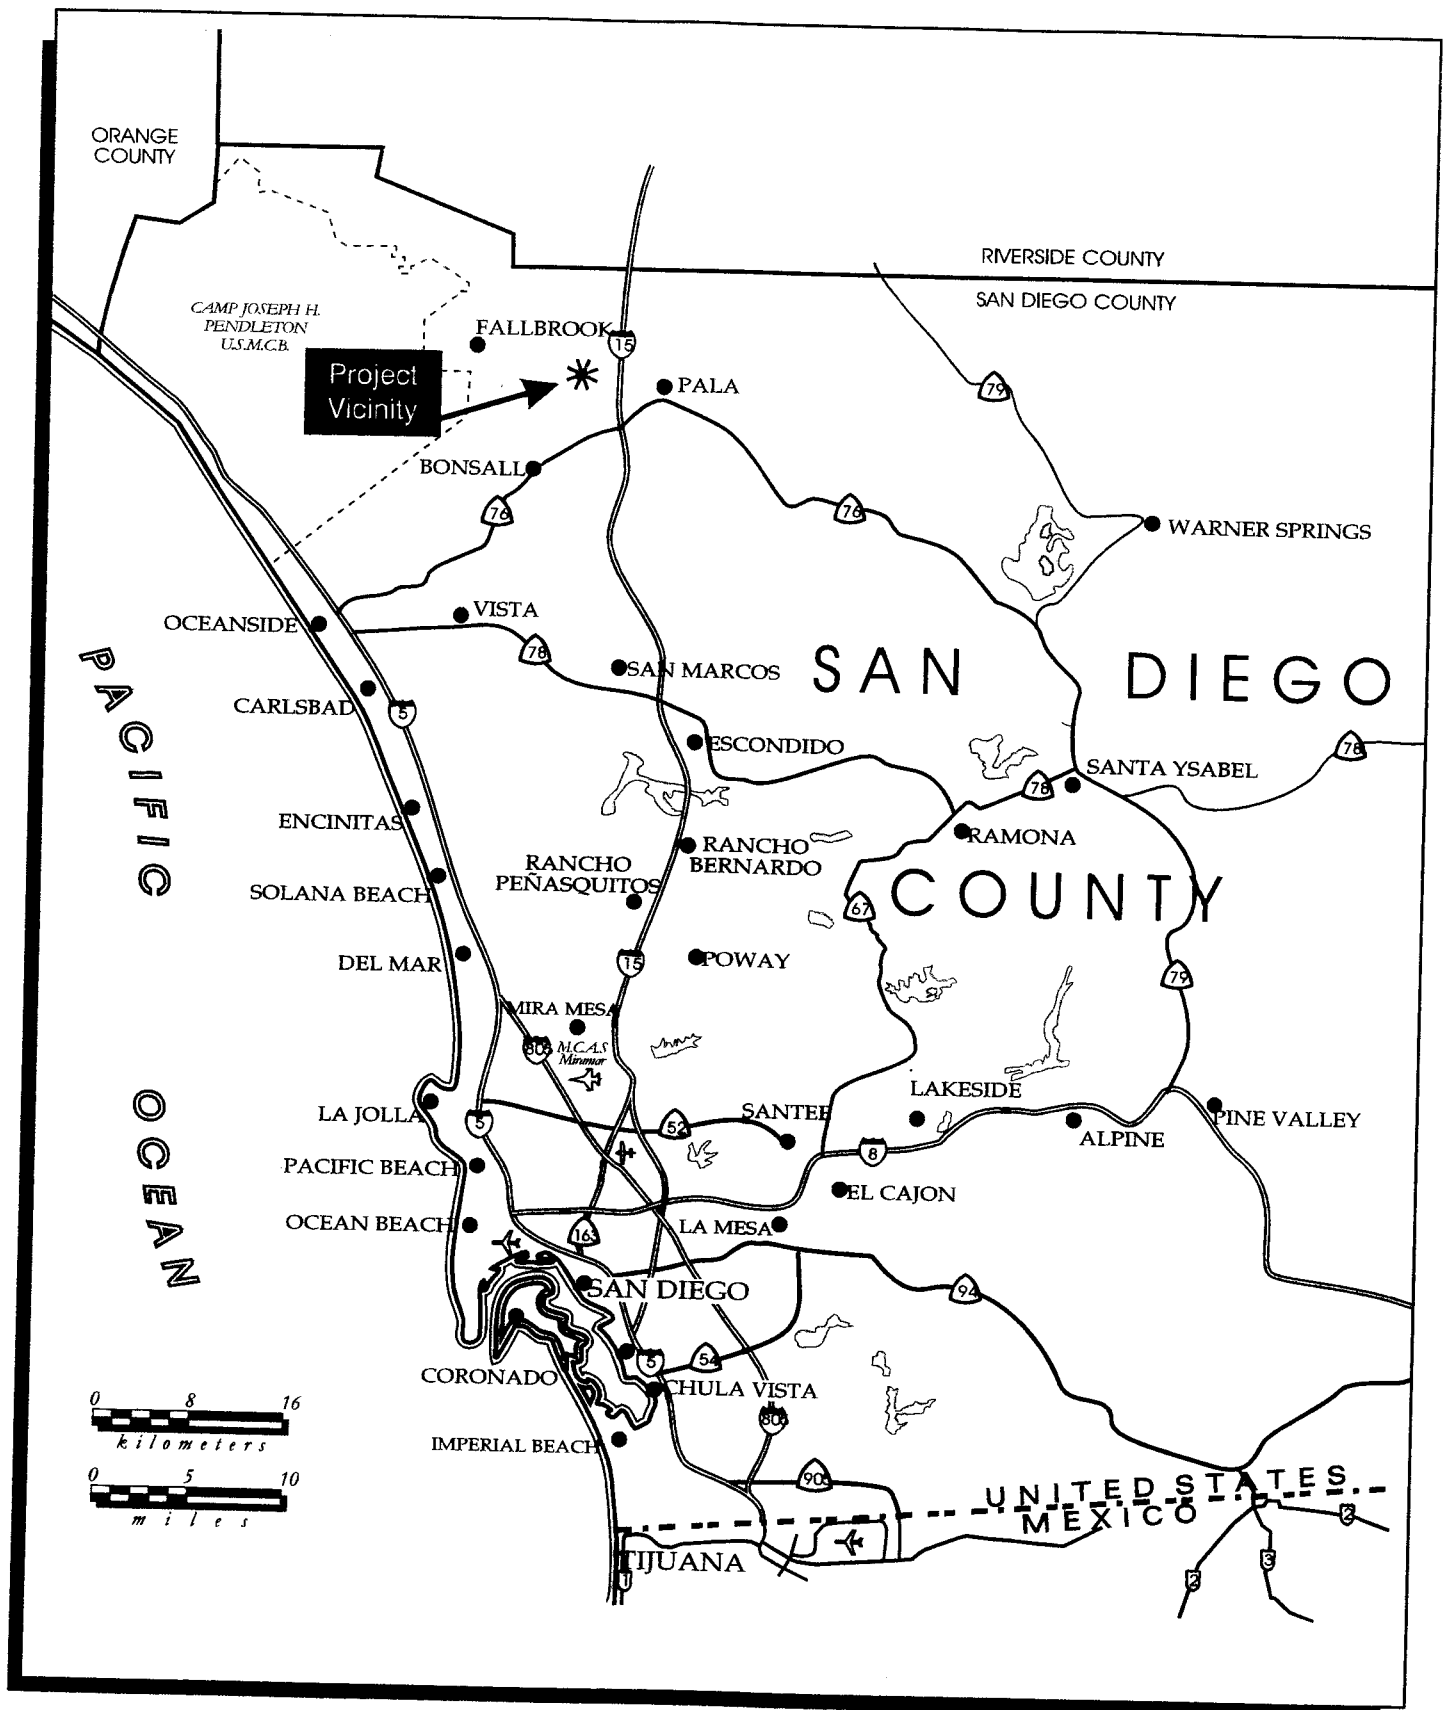 ORANGE
COUNTY
RIVERSIDE COUNTY
SAN DIEGO COUNTY
CAMP JOSEPH H.
PENDLETON
U.S.M.C.B.
FALLBROOK
15
Project
Vicinity
PALA
79
BONSALL
76
76
WARNER SPRINGS
OCEANSIDE
VISTA
78
SAN MARCOS
SAN DIEGO
COUNTY
CARLSBAD
5
ESCONDIDO
78
SANTA YSABEL
78
ENCINITAS
RAMONA
RANCHO
BERNARDO
RANCHO
PEÑASQUITOS
SOLANA BEACH
67
DEL MAR
15
POWAY
79
MIRA MESA
805
M.C.A.S
Miramar
PACIFIC
OCEAN
LA JOLLA
5
52
SANTEE
LAKESIDE
8
ALPINE
PINE VALLEY
PACIFIC BEACH
EL CAJON
OCEAN BEACH
163
LA MESA
SAN DIEGO
94
CORONADO
5
54
CHULA VISTA
805
IMPERIAL BEACH
905
0 8 16
kilometers
0 5 10
miles
UNITED STATES
MEXICO
TIJUANA
1
2
3
2